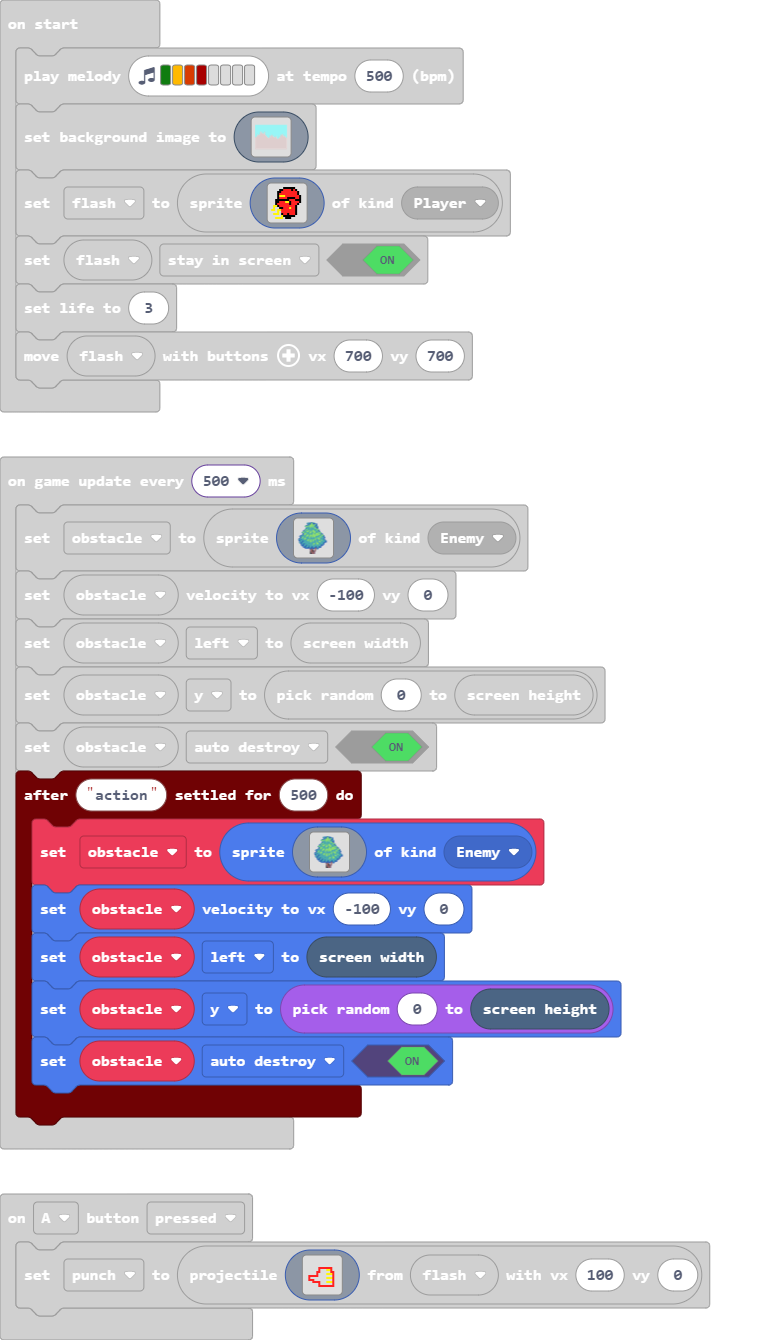 on start
play melody at tempo 500 (bpm)
set background image to
set flash to sprite of kind Player
set flash stay in screen ON
set life to 3
move flash with buttons vx 700 vy 700
on game update every 500 ms
set obstacle to sprite of kind Enemy
set obstacle velocity to vx -100 vy 0
set obstacle left to screen width
set obstacle y to pick random 0 to screen height
set obstacle auto destroy ON
after "action" settled for 500 do
set obstacle to sprite of kind Enemy
set obstacle velocity to vx -100 vy 0
set obstacle left to screen width
set obstacle y to pick random 0 to screen height
set obstacle auto destroy ON
on A button pressed
set punch to projectile from flash with vx 100 vy 0